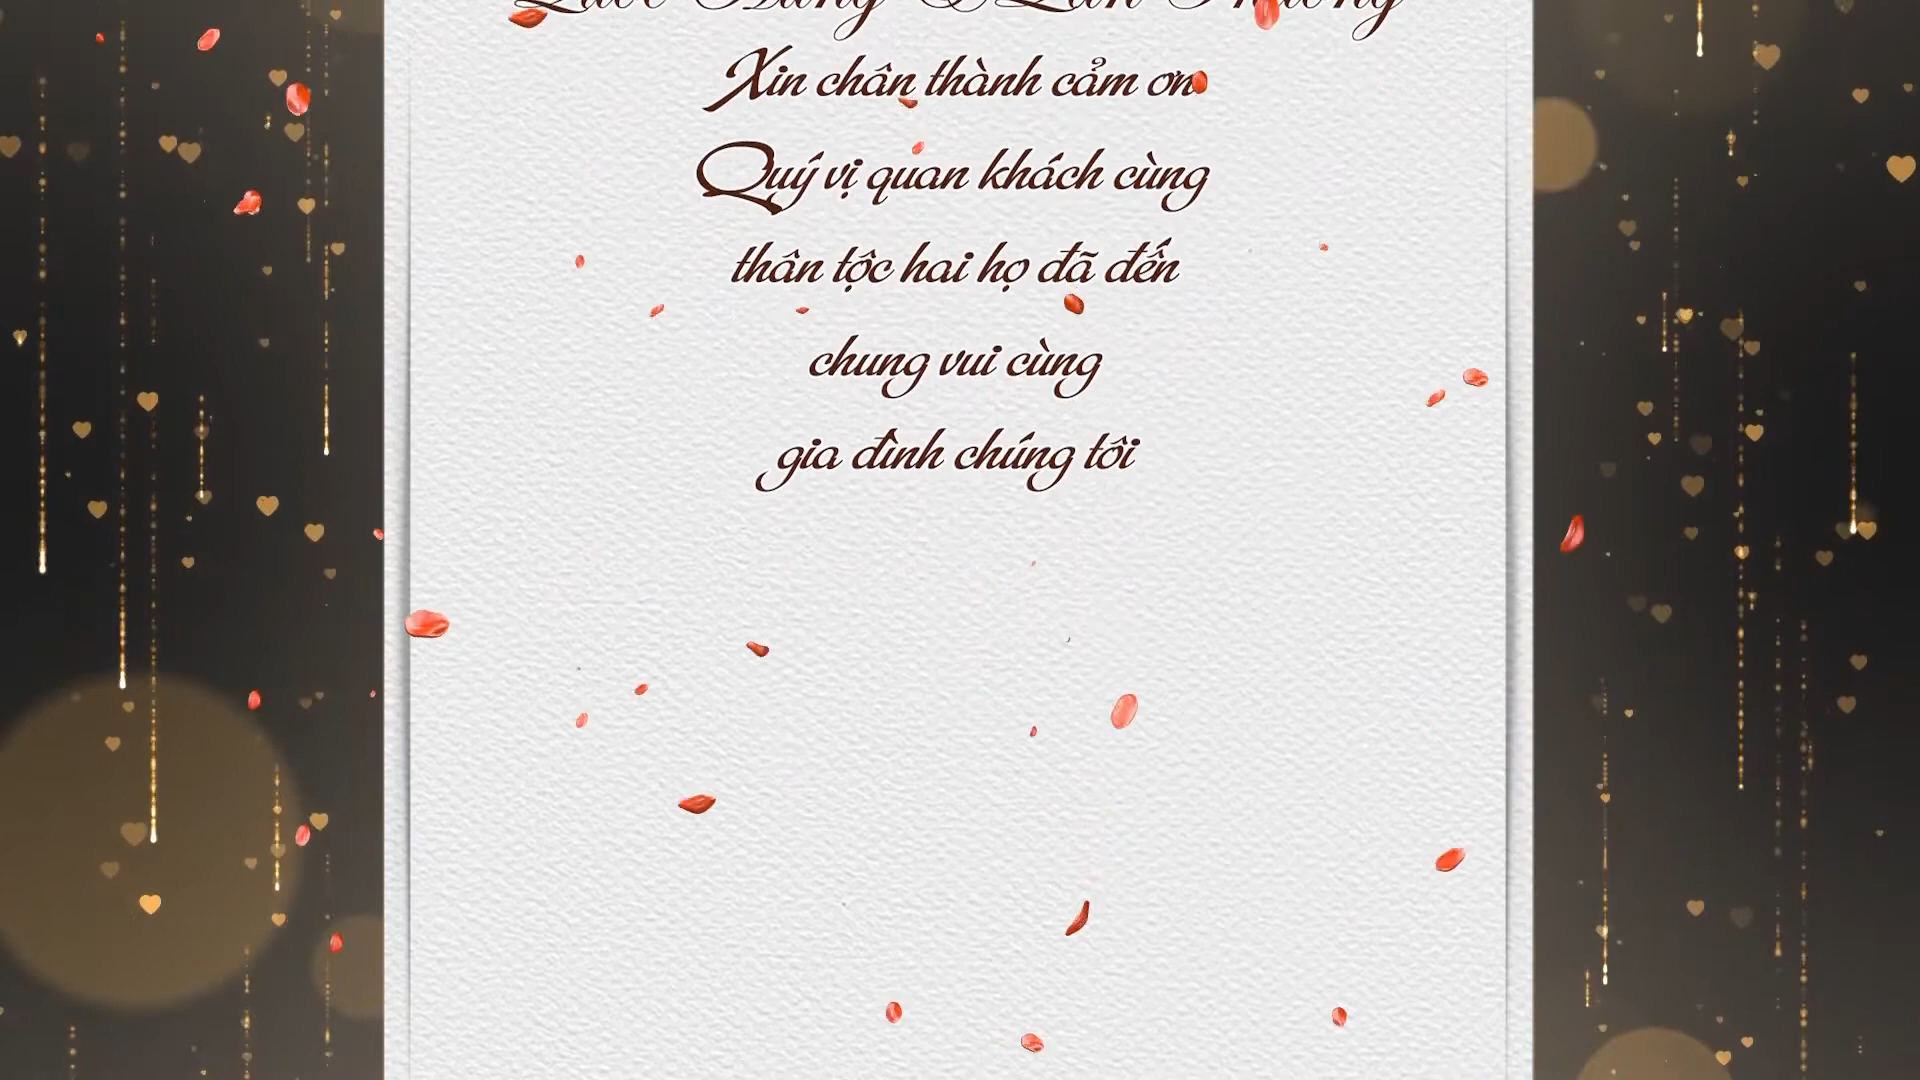 Xin chân thành cảm ơn
Quý vị quan khách cùng
thân tộc hai họ đã đến
chung vui cùng
gia đình chúng tôi